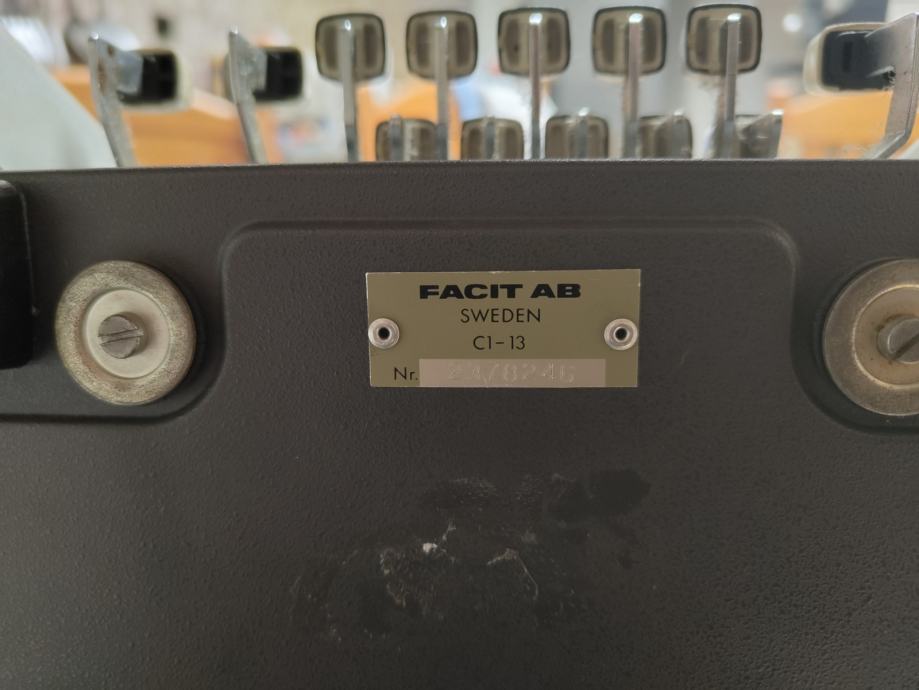 FACIT AB
SWEDEN
C1-13
Nr.